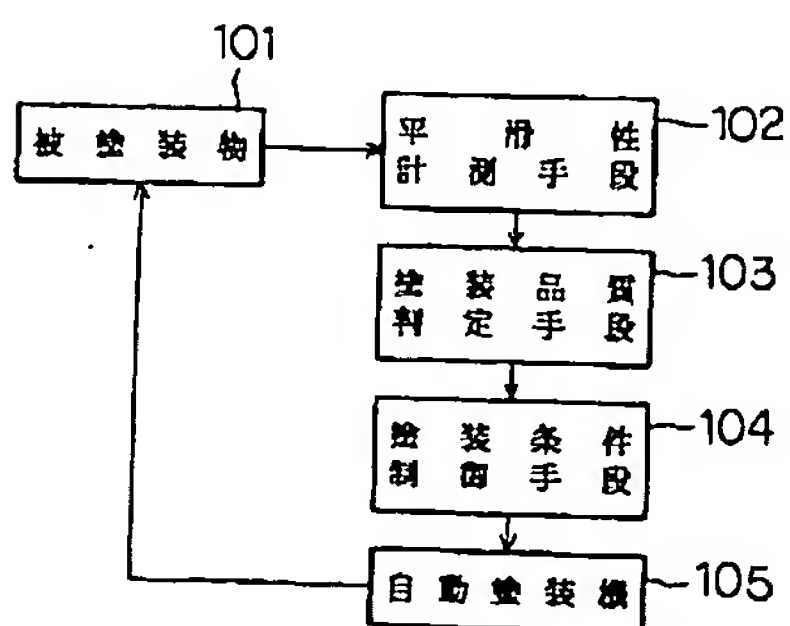 101
被塗装物
平滑性
計測手段
102
塗装品質
判定手段
103
塗装条件
制御手段
104
自動塗装機
105